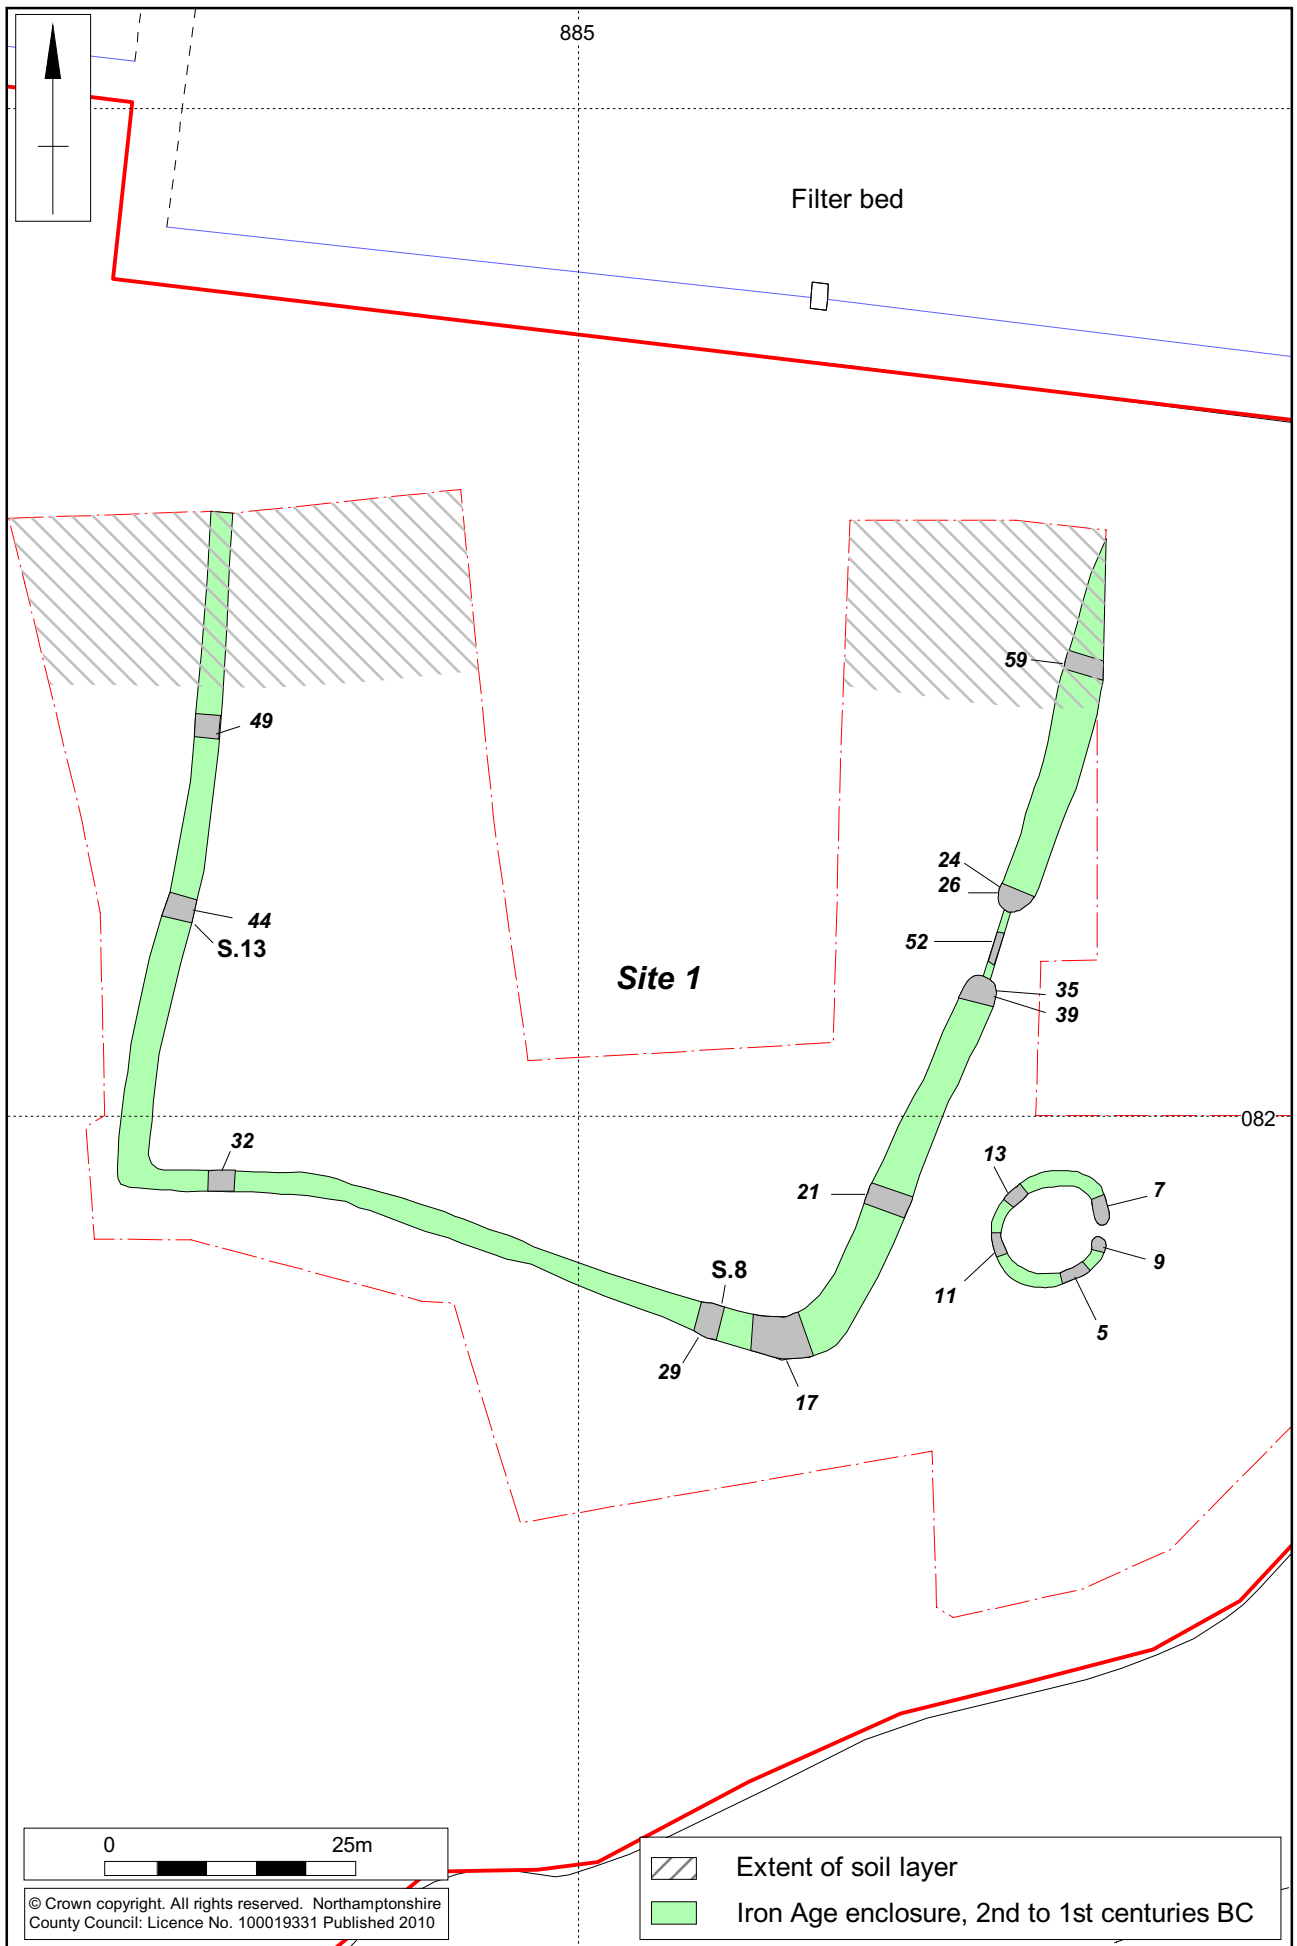 885
Filter bed
59
49
24
26
44
52
S.13
Site 1
35
39
082
32
13
21
7
9
S.8
11
5
29
17
0 25m
Extent of soil layer
© Crown copyright. All rights reserved. Northamptonshire
County Council: Licence No. 100019331 Published 2010
Iron Age enclosure, 2nd to 1st centuries BC